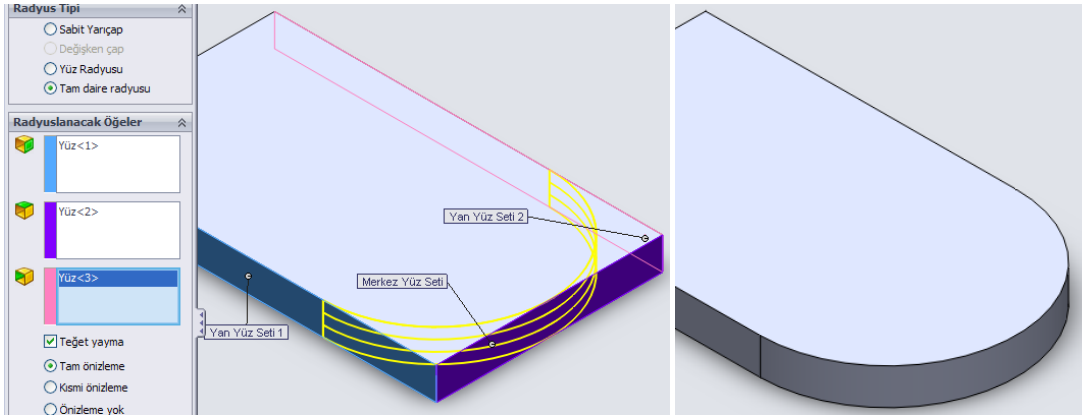 Radyus Tipi
Sabit Yarıçap
Değişken çap
Yüz Radyusu
Tam daire radyusu
Radyuslanacak Öğeler
Yüz<1>
Yüz<2>
Yüz<3>
Teğet yayma
Tam önizleme
Kısmi önizleme
Önizleme yok
Yan Yüz Seti 2
Merkez Yüz Seti
Yan Yüz Seti 1